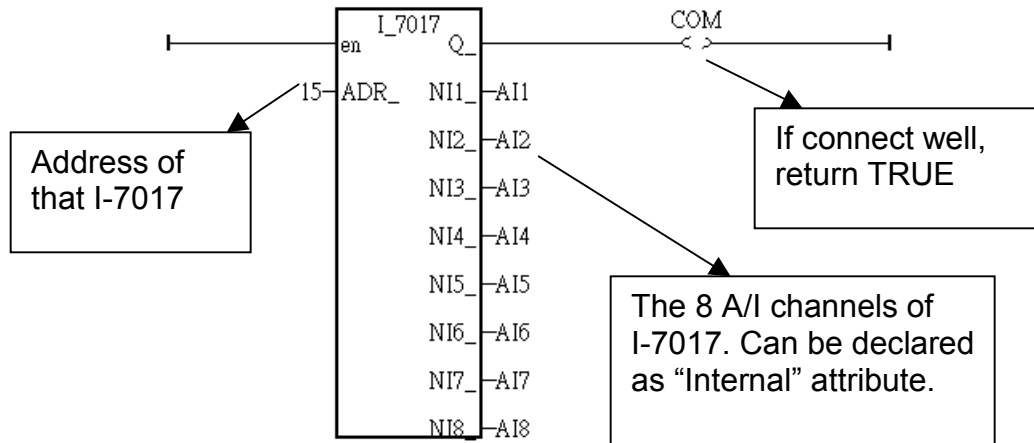 COM
I_7017
en Q_
15 ADR_ NI1_ AI1
NI2_ AI2
NI3_ AI3
NI4_ AI4
NI5_ AI5
NI6_ AI6
NI7_ AI7
NI8_ AI8
Address of
that I-7017
If connect well,
return TRUE
The 8 A/I channels of
I-7017. Can be declared
as “Internal” attribute.